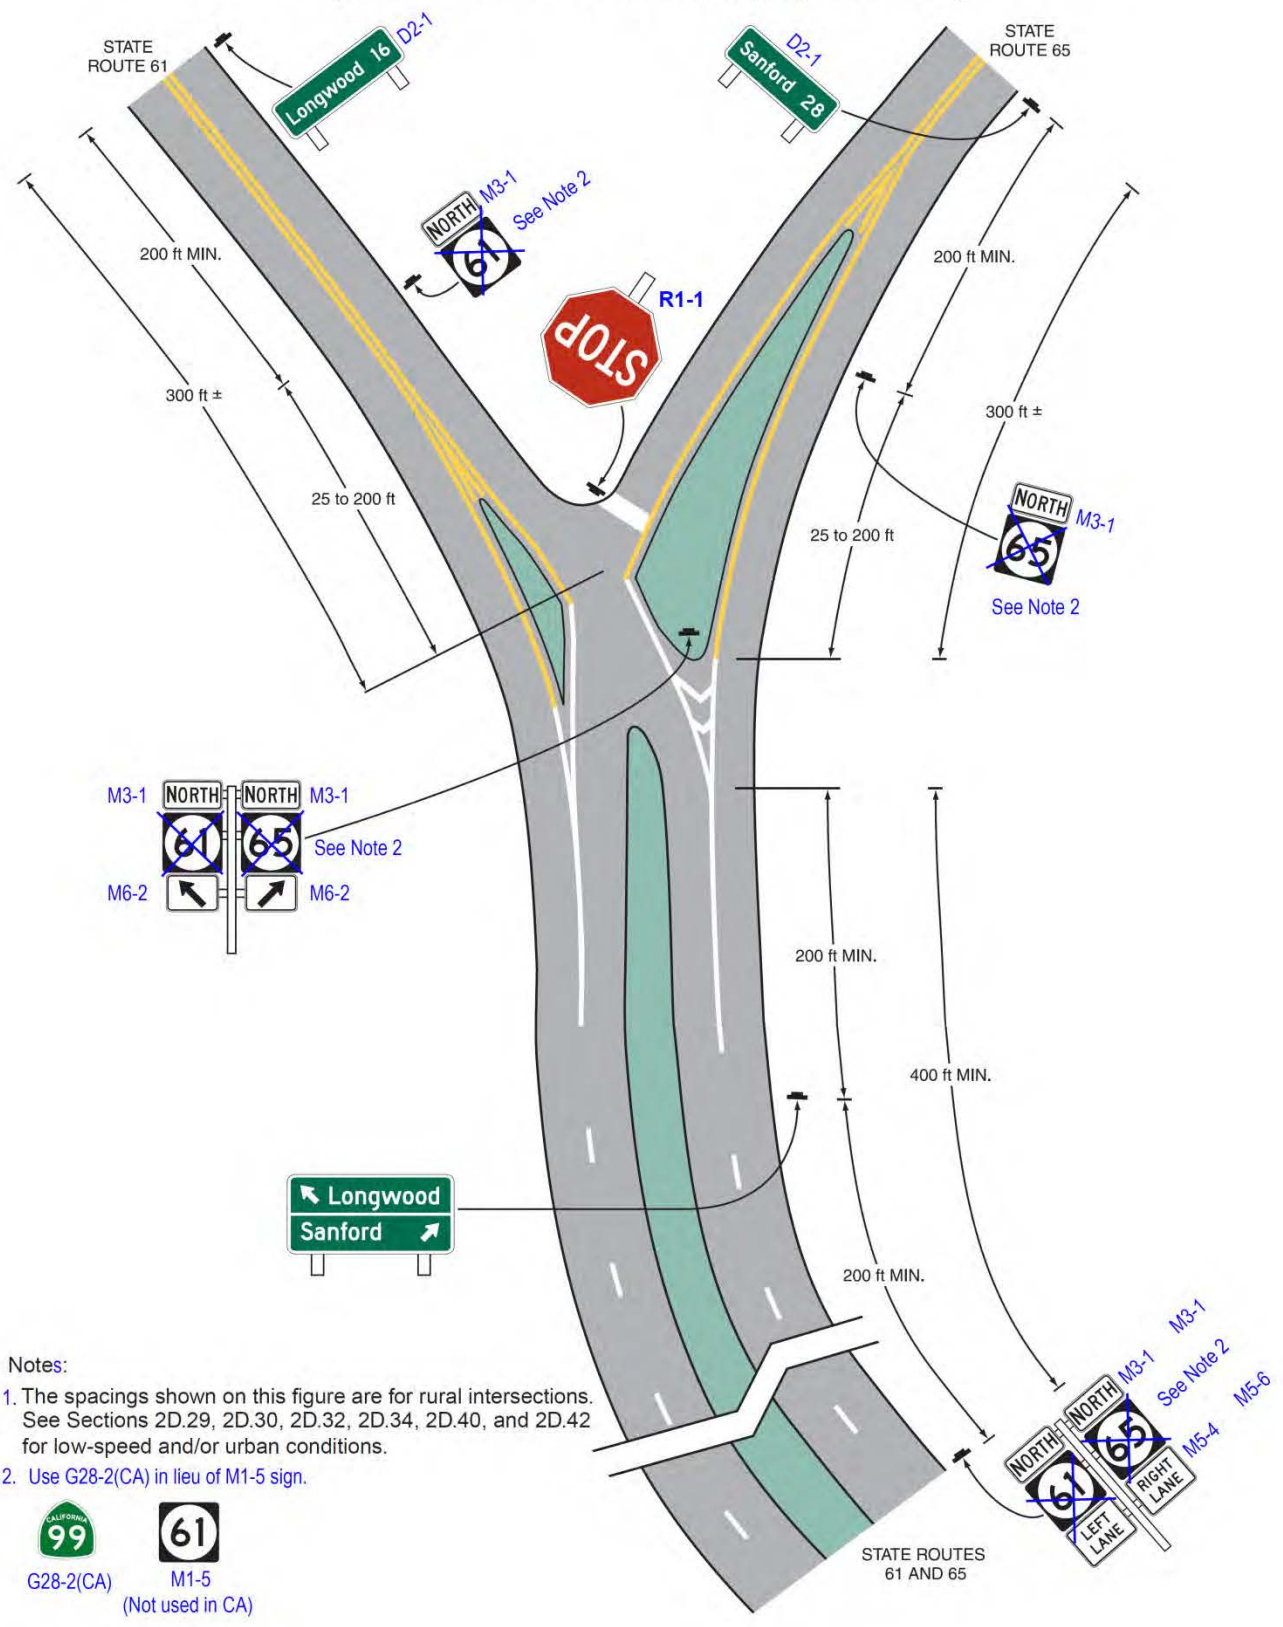 STATE
ROUTE 61
Longwood 16
D2-1
D2-1
Sanford 28
STATE
ROUTE 65
NORTH
M3-1
61
See Note 2
STOP
R1-1
200 ft MIN.
300 ft ±
25 to 200 ft
200 ft MIN.
300 ft ±
25 to 200 ft
NORTH
M3-1
65
See Note 2
M3-1
NORTH
NORTH
M3-1
61
65
See Note 2
M6-2
M6-2
200 ft MIN.
400 ft MIN.
Longwood
Sanford
200 ft MIN.
M3-1
M3-1
See Note 2
M5-6
M5-4
NORTH
65
RIGHT
LANE
NORTH
61
LEFT
LANE
STATE ROUTES
61 AND 65
Notes:
1. The spacings shown on this figure are for rural intersections.
See Sections 2D.29, 2D.30, 2D.32, 2D.34, 2D.40, and 2D.42
for low-speed and/or urban conditions.
2. Use G28-2(CA) in lieu of M1-5 sign.
CALIFORNIA
99
61
G28-2(CA)
M1-5
(Not used in CA)